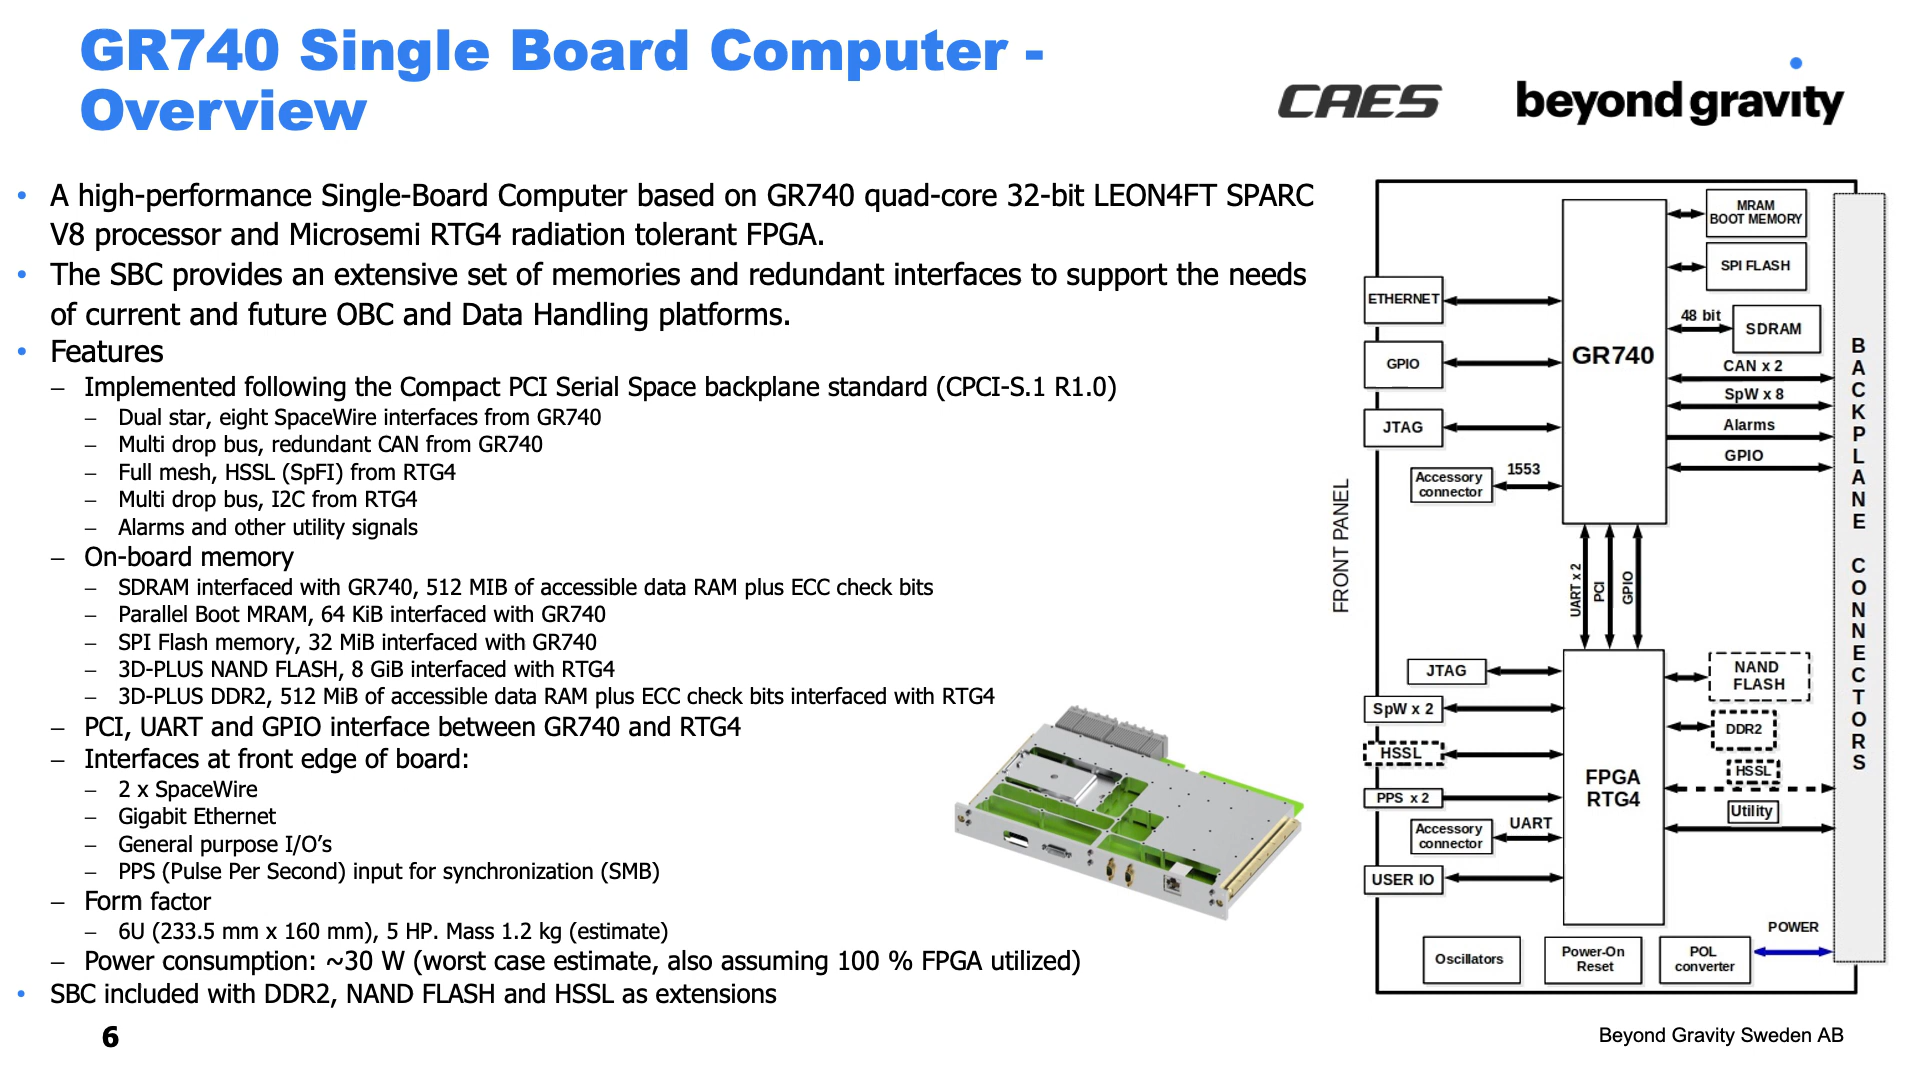 GR740 Single Board Computer -
Overview
CAES
beyond gravity
• A high-performance Single-Board Computer based on GR740 quad-core 32-bit LEON4FT SPARC
V8 processor and Microsemi RTG4 radiation tolerant FPGA.
• The SBC provides an extensive set of memories and redundant interfaces to support the needs
of current and future OBC and Data Handling platforms.
• Features
– Implemented following the Compact PCI Serial Space backplane standard (CPCI-S.1 R1.0)
– Dual star, eight SpaceWire interfaces from GR740
– Multi drop bus, redundant CAN from GR740
– Full mesh, HSSL (SpFI) from RTG4
– Multi drop bus, I2C from RTG4
– Alarms and other utility signals
– On-board memory
– SDRAM interfaced with GR740, 512 MIB of accessible data RAM plus ECC check bits
– Parallel Boot MRAM, 64 KiB interfaced with GR740
– SPI Flash memory, 32 MiB interfaced with GR740
– 3D-PLUS NAND FLASH, 8 GiB interfaced with RTG4
– 3D-PLUS DDR2, 512 MiB of accessible data RAM plus ECC check bits interfaced with RTG4
– PCI, UART and GPIO interface between GR740 and RTG4
– Interfaces at front edge of board:
– 2 x SpaceWire
– Gigabit Ethernet
– General purpose I/O’s
– PPS (Pulse Per Second) input for synchronization (SMB)
– Form factor
– 6U (233.5 mm x 160 mm), 5 HP. Mass 1.2 kg (estimate)
– Power consumption: ~30 W (worst case estimate, also assuming 100 % FPGA utilized)
• SBC included with DDR2, NAND FLASH and HSSL as extensions
FRONT PANEL
ETHERNET
GPIO
JTAG
Accessory
connector
1553
GR740
MRAM
BOOT MEMORY
SPI FLASH
48 bit
SDRAM
CAN x 2
SpW x 8
Alarms
GPIO
UART x 2
PCI
GPIO
JTAG
SpW x 2
HSSL
PPS x 2
Accessory
connector
UART
USER IO
FPGA
RTG4
NAND
FLASH
DDR2
HSSL
Utility
POWER
Oscillators
Power-On
Reset
POL
converter
BACKPLANE CONNECTORS
6
Beyond Gravity Sweden AB